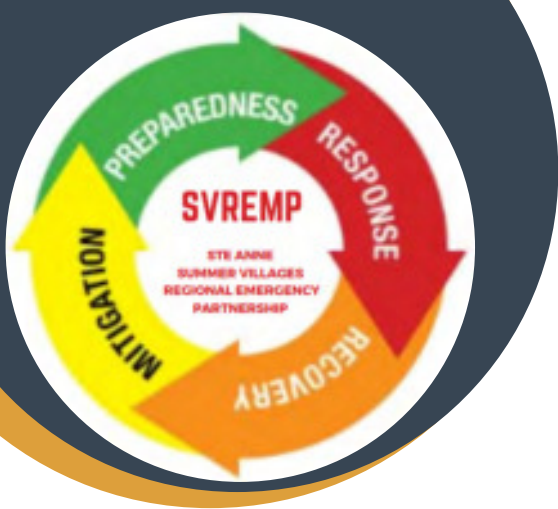 PREPAREDNESS
RESPONSE
RECOVERY
MITIGATION
SVREMP
STE ANNE
SUMMER VILLAGES
REGIONAL EMERGENCY
PARTNERSHIP